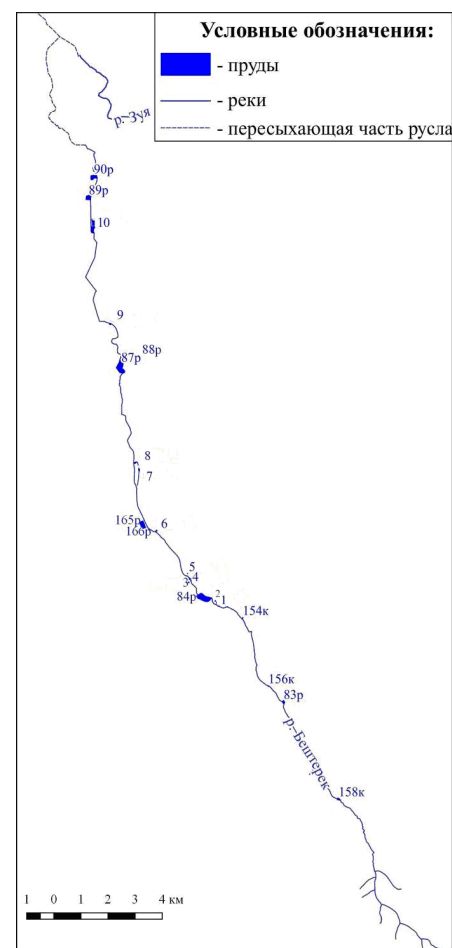 Условные обозначения:
- пруды
- реки
- пересыхающая часть русла
р. Зуя
90р
89р
10
9
88р
87р
8
7
165р
6
166р
5
4
3
84р
2
1
154к
156к
83р
р. Бештерек
158к
1 0 1 2 3 4 км